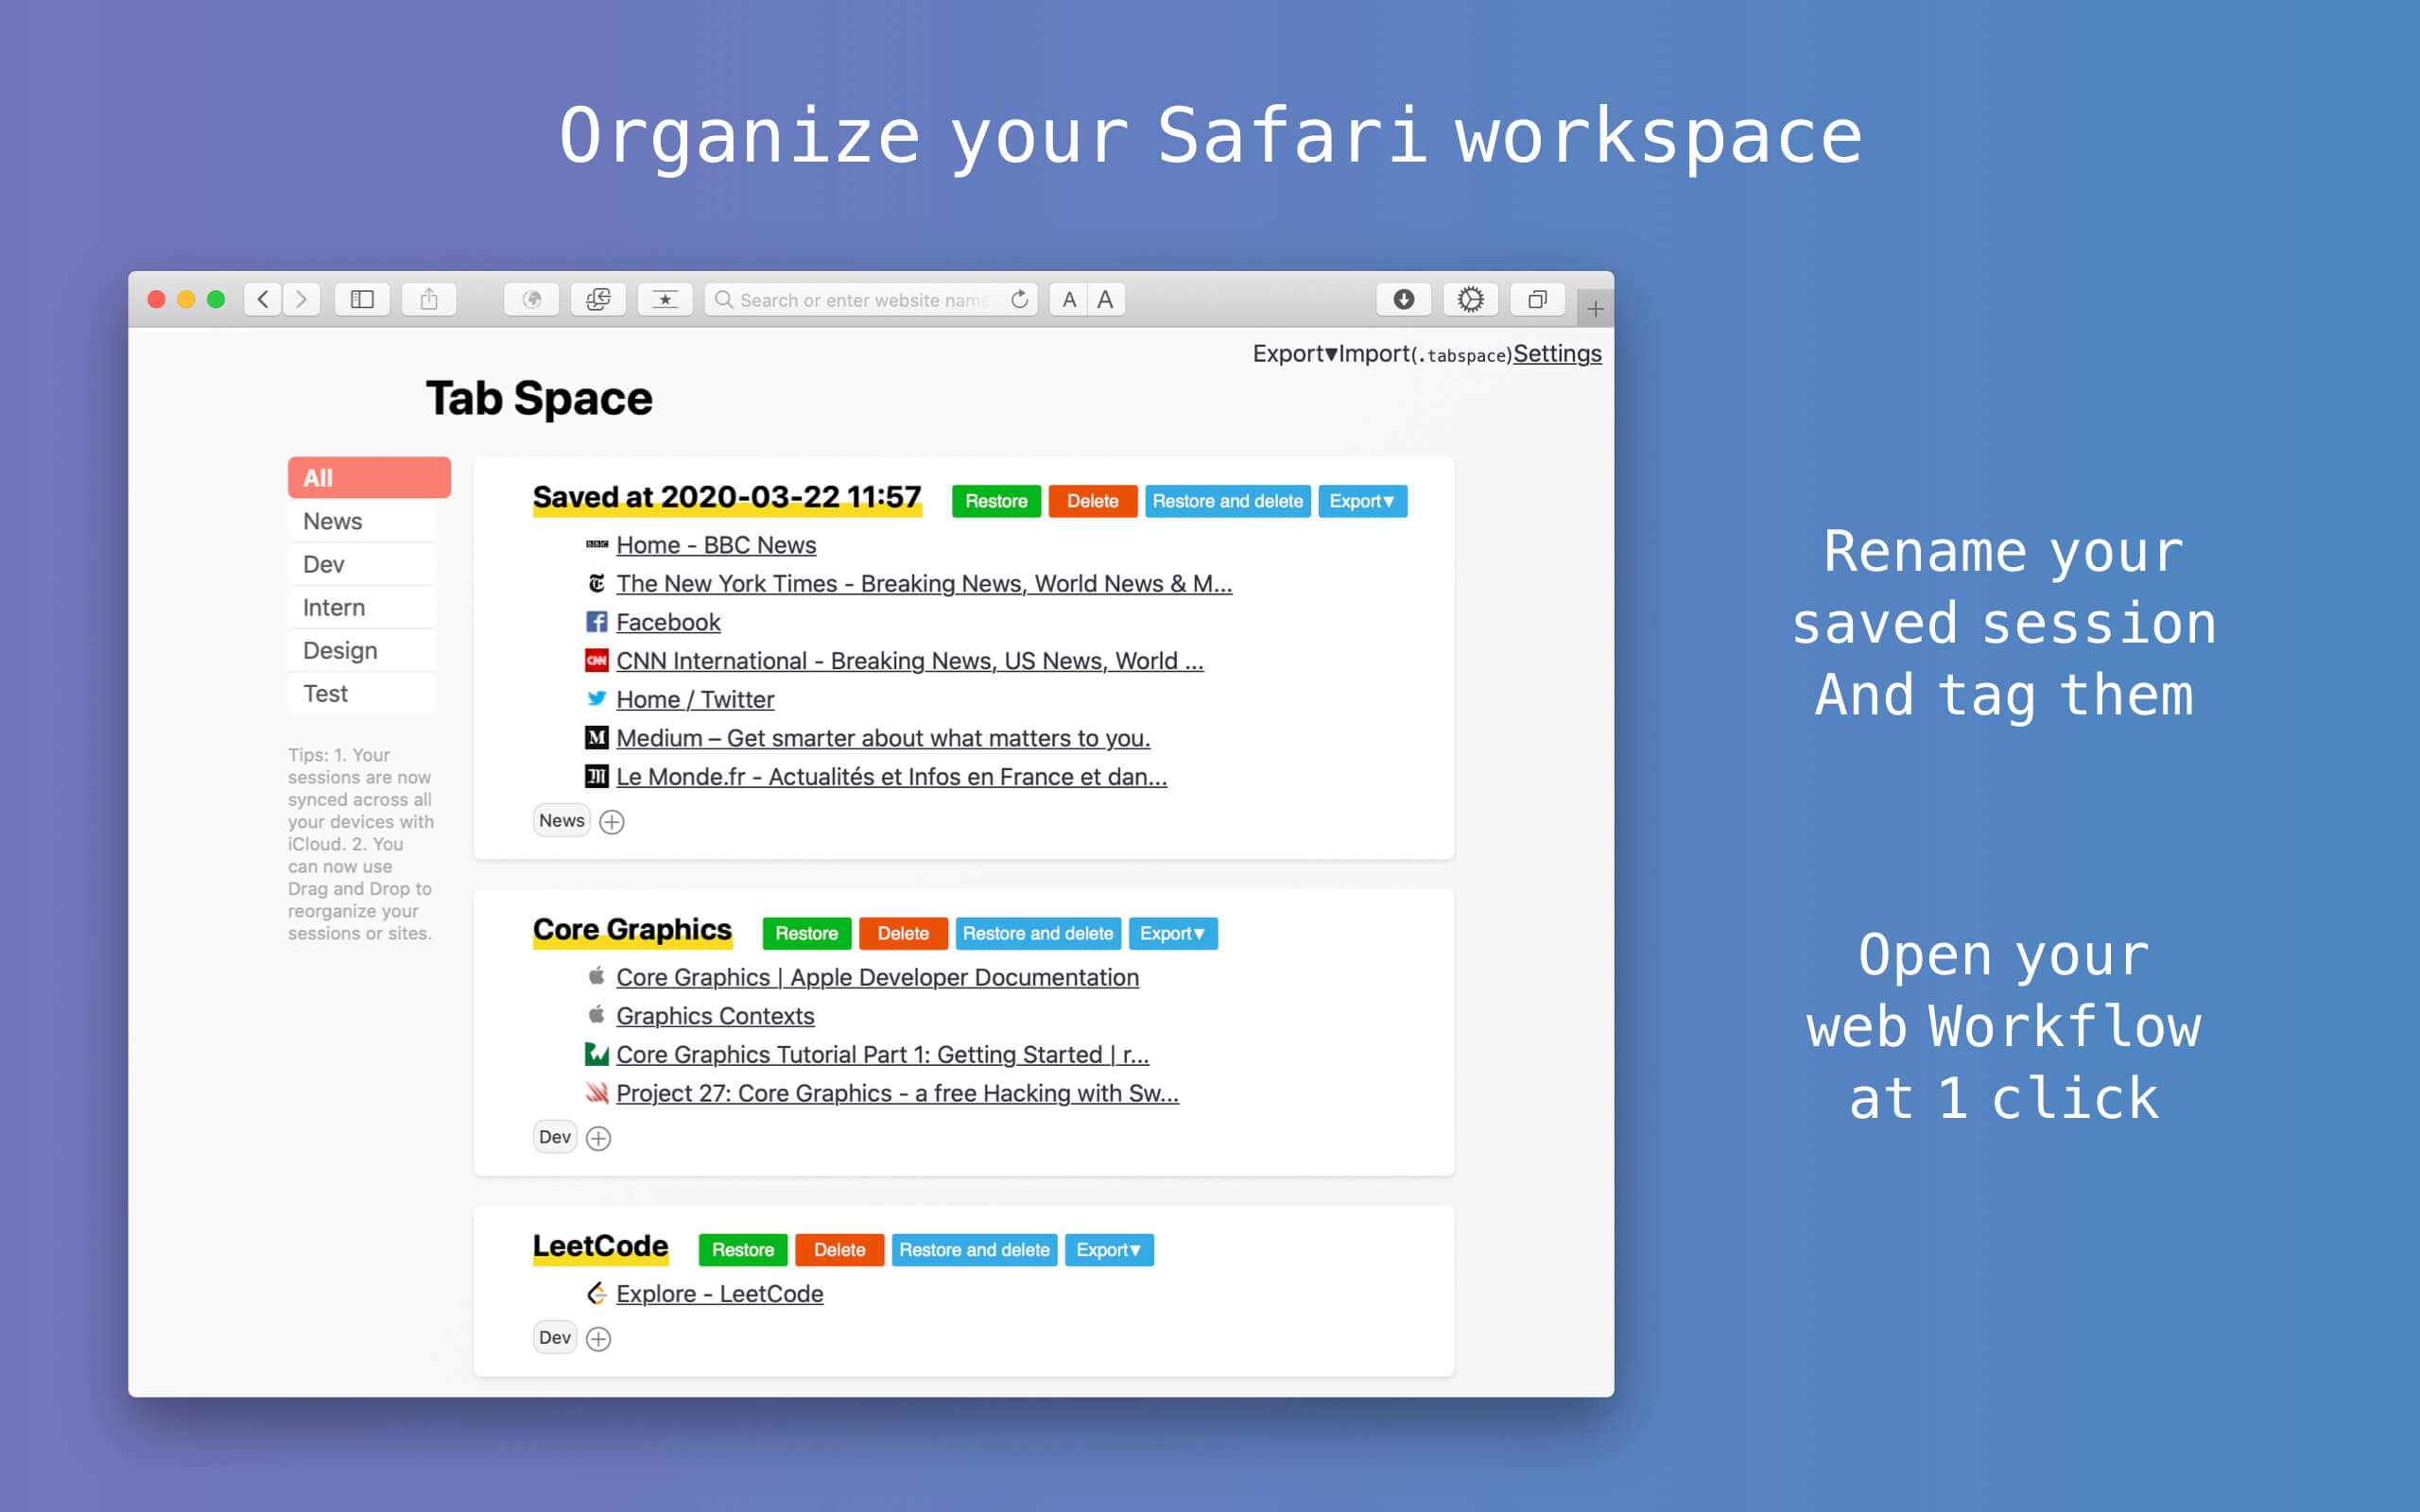 Organize your Safari workspace
Search or enter website name
A A
Export▾Import(.tabspace)Settings
Tab Space
All
News
Dev
Intern
Design
Test
Tips: 1. Your
sessions are now
synced across all
your devices with
iCloud. 2. You
can now use
Drag and Drop to
reorganize your
sessions or sites.
Saved at 2020-03-22 11:57 Restore Delete Restore and delete Export▾
BBC Home - BBC News
The New York Times - Breaking News, World News & M...
Facebook
CNN CNN International - Breaking News, US News, World ...
Home / Twitter
M Medium – Get smarter about what matters to you.
Le Monde.fr - Actualités et Infos en France et dan...
News
Core Graphics Restore Delete Restore and delete Export▾
Core Graphics | Apple Developer Documentation
Graphics Contexts
Core Graphics Tutorial Part 1: Getting Started | r...
Project 27: Core Graphics - a free Hacking with Sw...
Dev
LeetCode Restore Delete Restore and delete Export▾
Explore - LeetCode
Dev
Rename your
saved session
And tag them
Open your
web Workflow
at 1 click